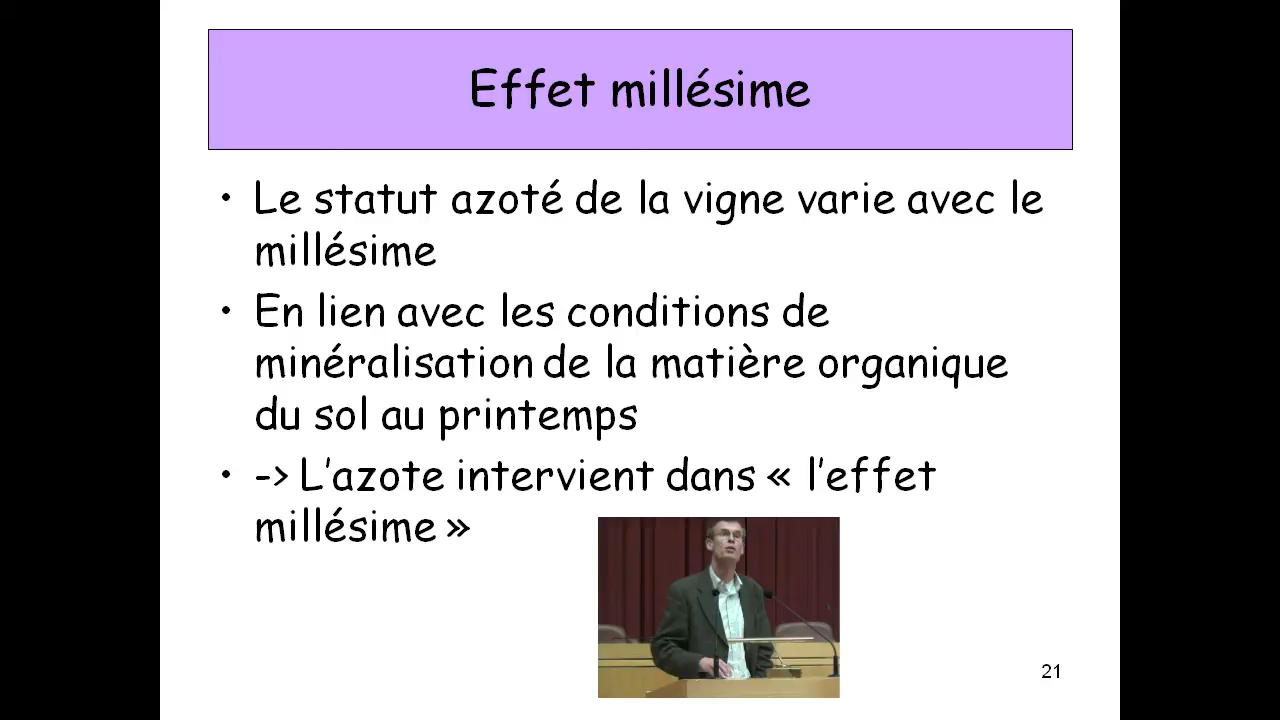 Effet millésime
• Le statut azoté de la vigne varie avec le
millésime
• En lien avec les conditions de
minéralisation de la matière organique
du sol au printemps
• -> L’azote intervient dans « l’effet
millésime »
21